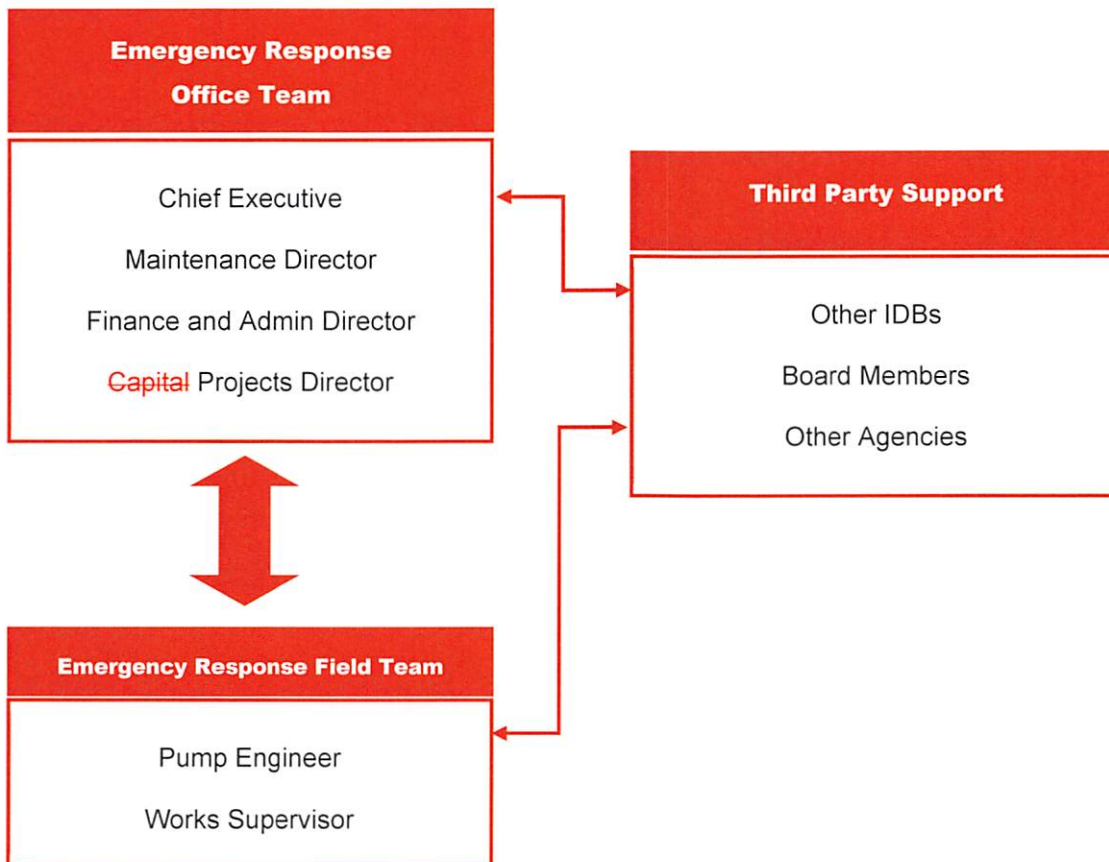 Emergency Response
Office Team
Chief Executive
Maintenance Director
Finance and Admin Director
Capital Projects Director
Third Party Support
Other IDBs
Board Members
Other Agencies
Emergency Response Field Team
Pump Engineer
Works Supervisor